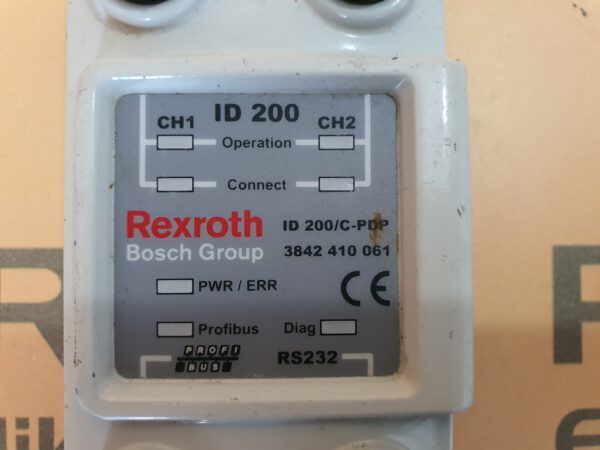 ID 200
CH1 CH2
Operation
Connect
Rexroth
Bosch Group
ID 200/C-PDP
3842 410 061
PWR / ERR
CE
Profibus
Diag
PROFI
BUS
RS232